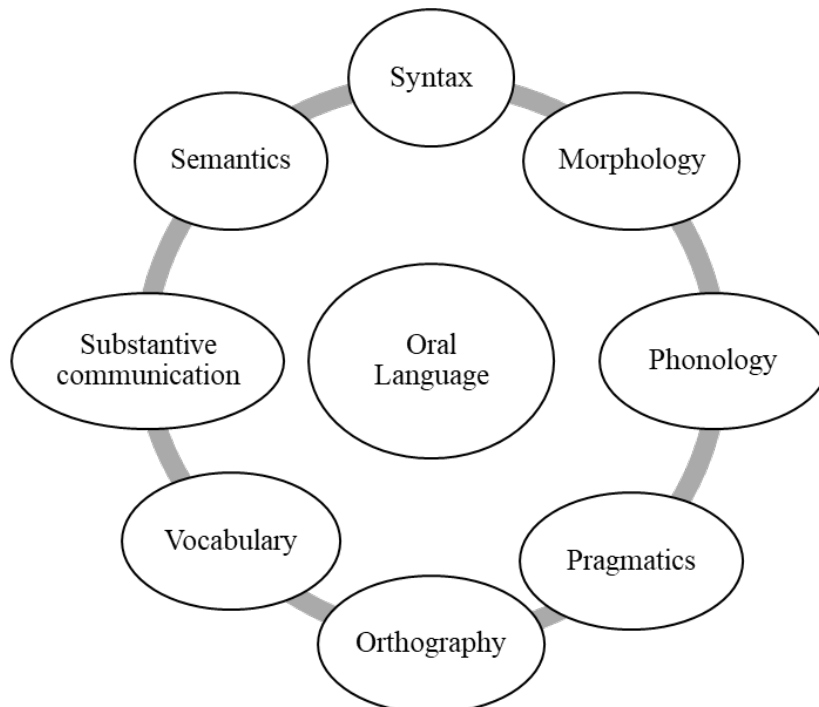 Syntax
Semantics
Morphology
Substantive
communication
Oral
Language
Phonology
Vocabulary
Pragmatics
Orthography